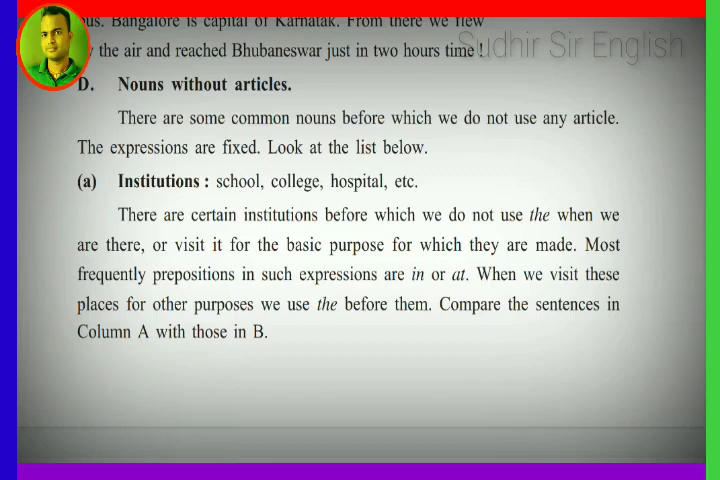 ous. Bangalore is capital of Karnatak. From there we flew
the air and reached Bhubaneswar just in two hours time !
Sudhir Sir English
D. Nouns without articles.
There are some common nouns before which we do not use any article.
The expressions are fixed. Look at the list below.
(a) Institutions : school, college, hospital, etc.
There are certain institutions before which we do not use the when we
are there, or visit it for the basic purpose for which they are made. Most
frequently prepositions in such expressions are in or at. When we visit these
places for other purposes we use the before them. Compare the sentences in
Column A with those in B.